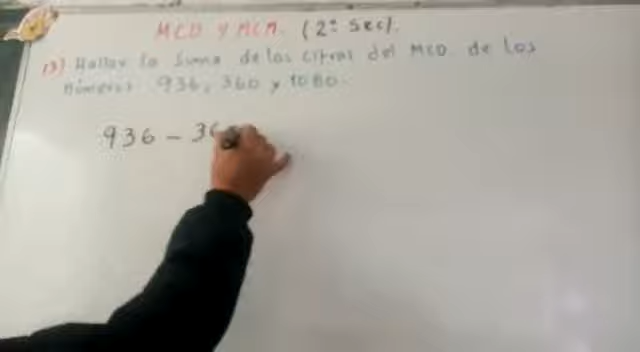 MCD Y MCM. (2º Sec).
13) Hallar la suma de las cifras del MCD de los
números 936, 360 y 1080.
936 - 36